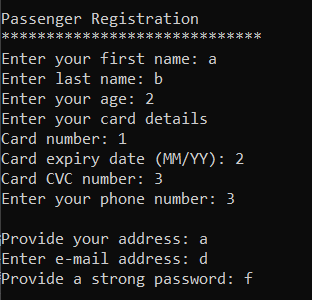 Passenger Registration
*****************************
Enter your first name: a
Enter last name: b
Enter your age: 2
Enter your card details
Card number: 1
Card expiry date (MM/YY): 2
Card CVC number: 3
Enter your phone number: 3
Provide your address: a
Enter e-mail address: d
Provide a strong password: f